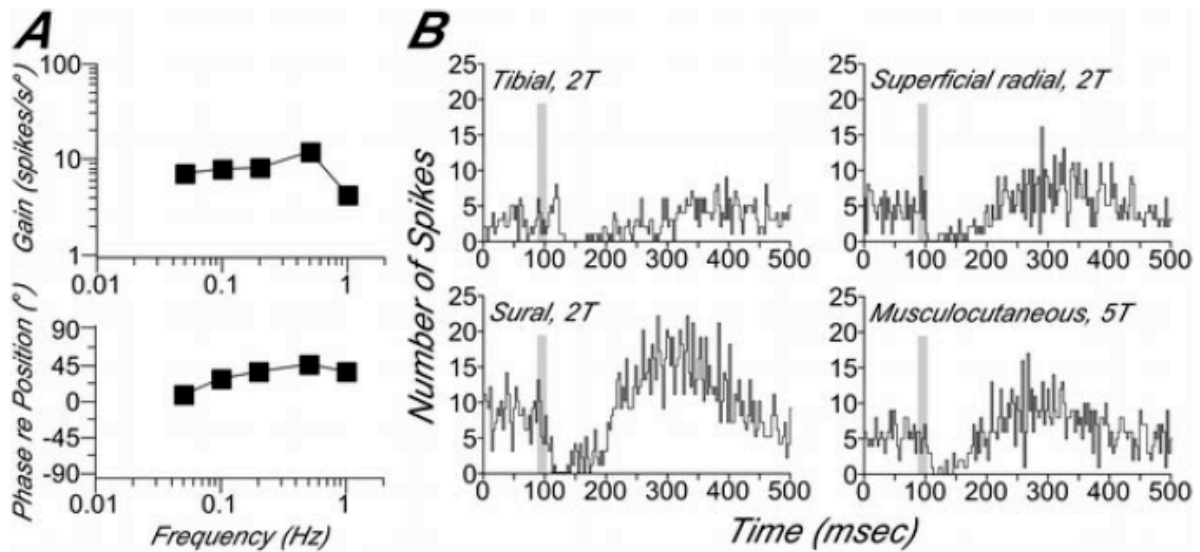 A
Gain (spikes/s/°)
100
10
1
0.01 0.1 1
Phase re Position (°)
90
45
0
-45
-90
0.01 0.1 1
Frequency (Hz)
B
Number of Spikes
Tibial, 2T
25
20
15
10
5
0
0 100 200 300 400 500
Superficial radial, 2T
25
20
15
10
5
0
0 100 200 300 400 500
Sural, 2T
25
20
15
10
5
0
0 100 200 300 400 500
Musculocutaneous, 5T
25
20
15
10
5
0
0 100 200 300 400 500
Time (msec)